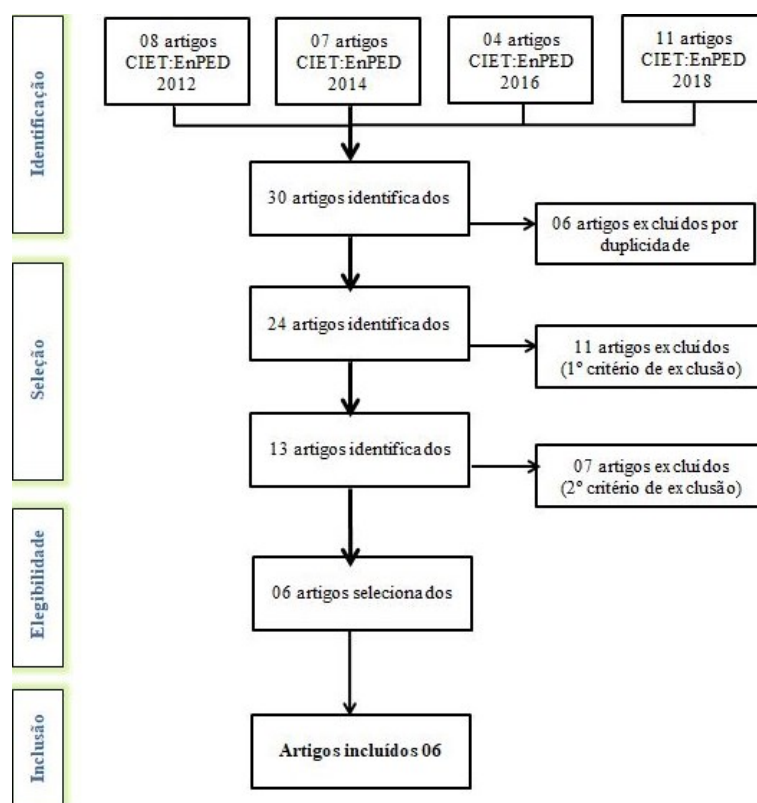 08 artigos
CIET:EnPED
2012
07 artigos
CIET:EnPED
2014
04 artigos
CIET:EnPED
2016
11 artigos
CIET:EnPED
2018
Identificação
30 artigos identificados
06 artigos excluídos por
duplicidade
Seleção
24 artigos identificados
11 artigos excluídos
(1º critério de exclusão)
13 artigos identificados
07 artigos excluídos
(2º critério de exclusão)
Elegibilidade
06 artigos selecionados
Inclusão
Artigos incluídos 06